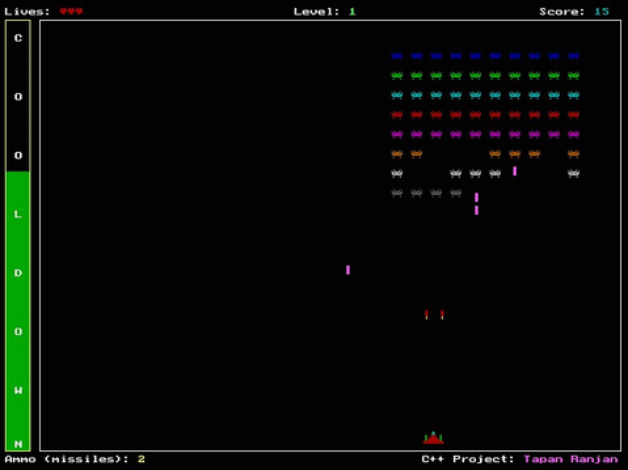 Lives:
Level: 1
Score: 15
C
O
O
L
D
O
W
N
Ammo (missiles): 2
C++ Project: Tapan Ranjan